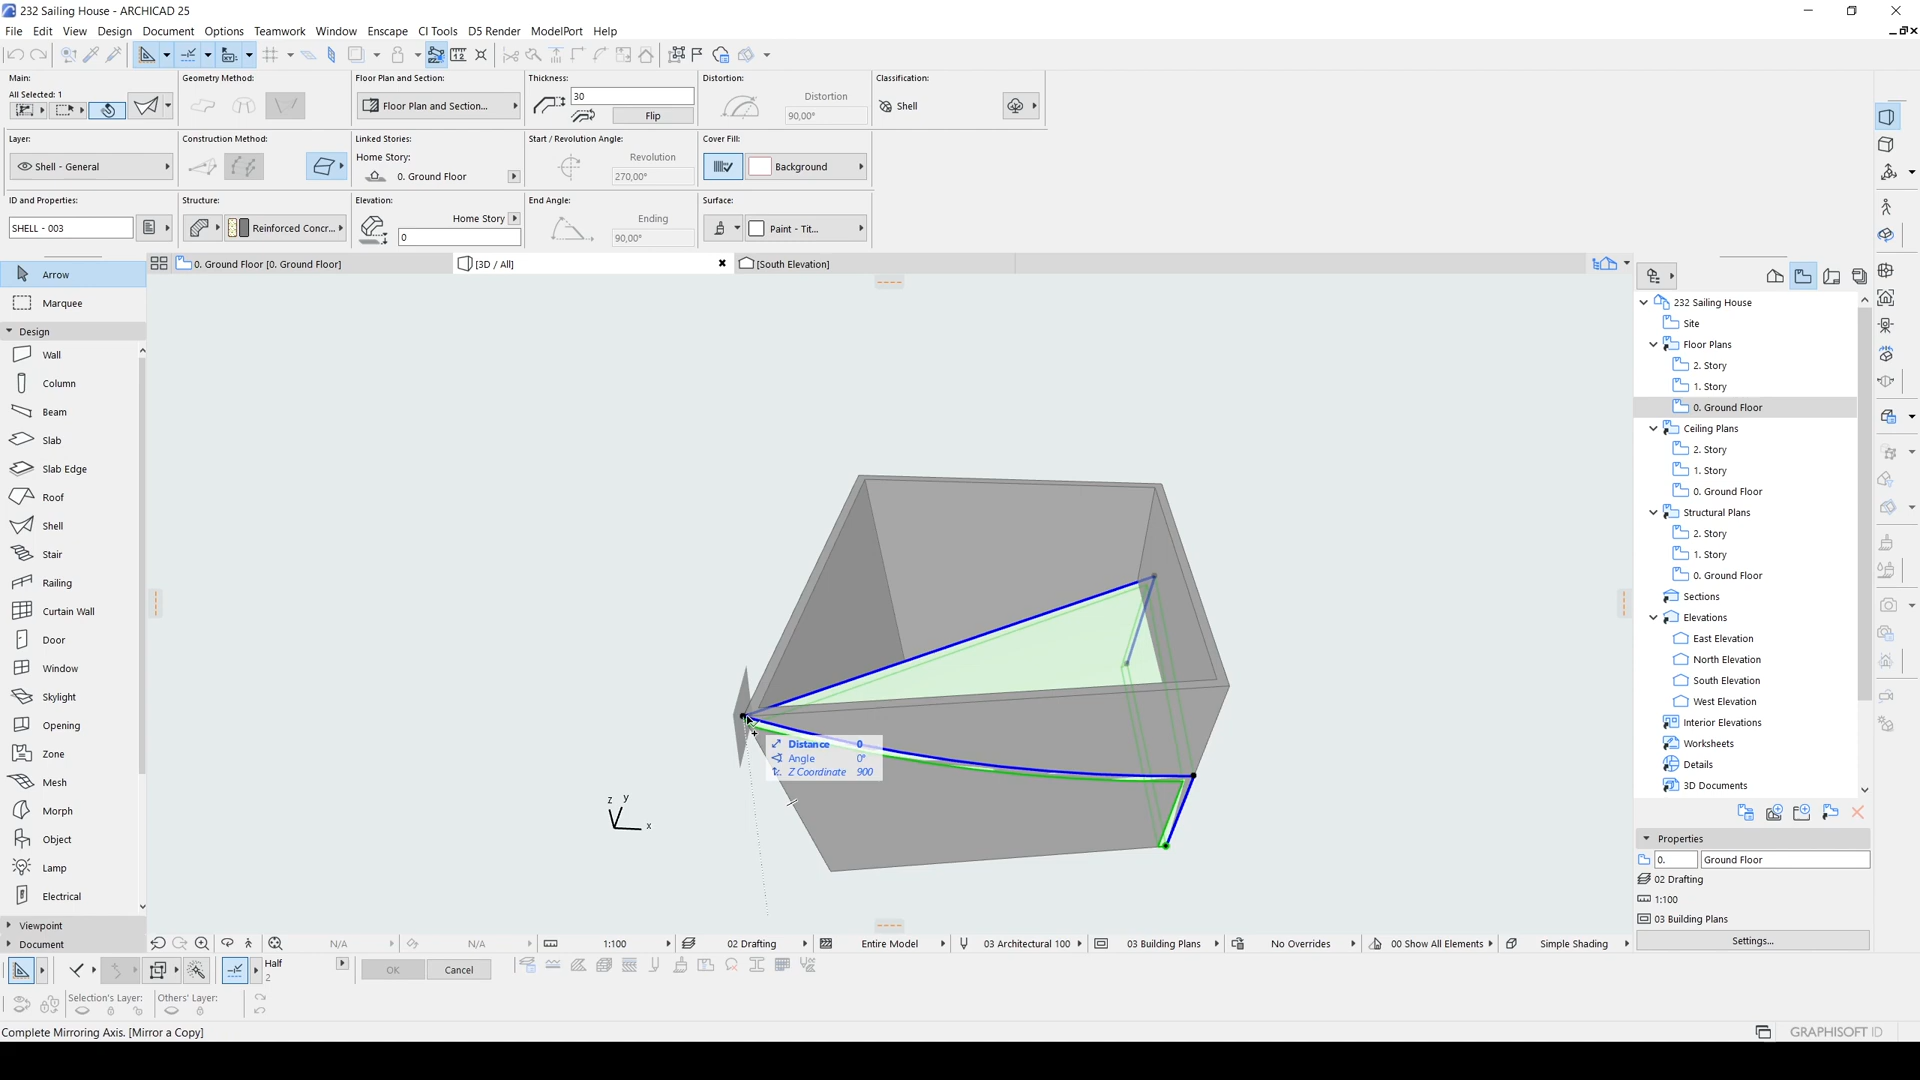 232 Sailing House - ARCHICAD 25
File Edit View Design Document Options Teamwork Window Enscape CI Tools D5 Render ModelPort Help
Main: Geometry Method: Floor Plan and Section: Thickness: Distortion: Classification:
All Selected: 1
30
Floor Plan and Section...
Distortion
Shell
Flip
90,00°
Layer: Construction Method: Linked Stories: Start / Revolution Angle: Cover Fill:
Home Story:
Revolution
Shell - General
0. Ground Floor
270,00°
Background
ID and Properties: Structure: Elevation: End Angle: Surface:
Home Story
Ending
SHELL - 003
Reinforced Concr...
0
90,00°
Paint - Tit...
0. Ground Floor [0. Ground Floor]
[3D / All]
[South Elevation]
Arrow
Marquee
Design
Wall
Column
Beam
Slab
Slab Edge
Roof
Shell
Stair
Railing
Curtain Wall
Door
Window
Skylight
Opening
Zone
Mesh
Morph
Object
Lamp
Electrical
Viewpoint
Document
Distance 0
Angle 0°
Z Coordinate 900
z y
x
232 Sailing House
Site
Floor Plans
2. Story
1. Story
0. Ground Floor
Ceiling Plans
2. Story
1. Story
0. Ground Floor
Structural Plans
2. Story
1. Story
0. Ground Floor
Sections
Elevations
East Elevation
North Elevation
South Elevation
West Elevation
Interior Elevations
Worksheets
Details
3D Documents
Properties
0. Ground Floor
02 Drafting
1:100
03 Building Plans
Settings...
N/A N/A 1:100 02 Drafting Entire Model 03 Architectural 100 03 Building Plans No Overrides 00 Show All Elements Simple Shading
Half
2
OK Cancel
Selection's Layer: Others' Layer:
Complete Mirroring Axis. [Mirror a Copy]
GRAPHISOFT ID